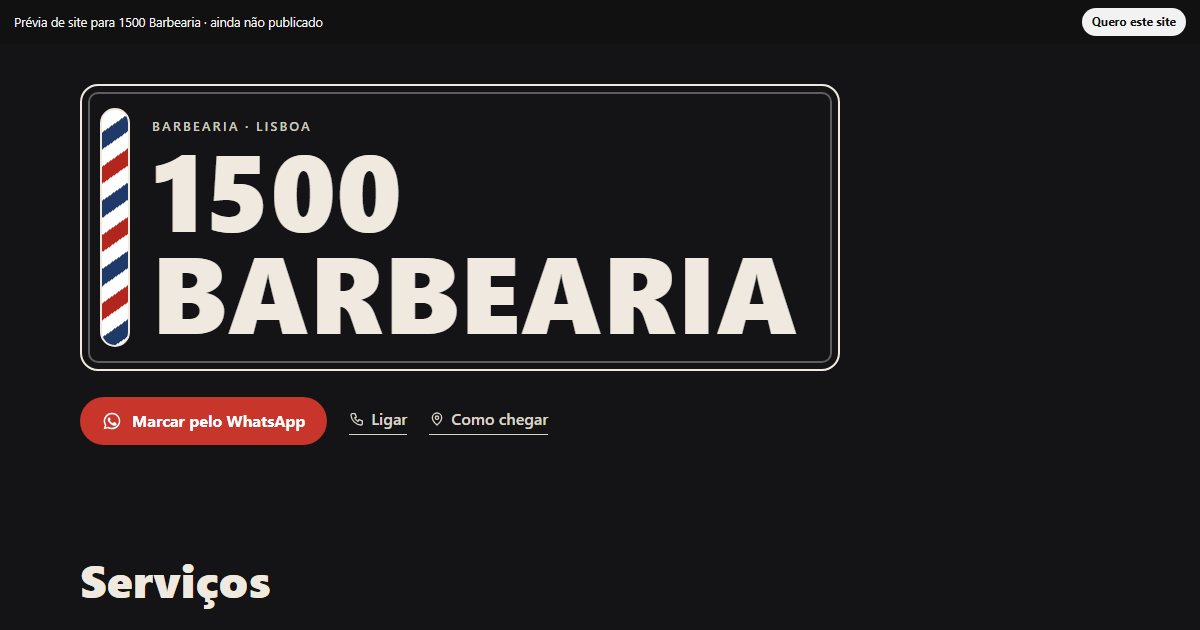 Prévia de site para 1500 Barbearia · ainda não publicado
Quero este site
BARBEARIA · LISBOA
1500
BARBEARIA
Marcar pelo WhatsApp
Ligar
Como chegar
Serviços